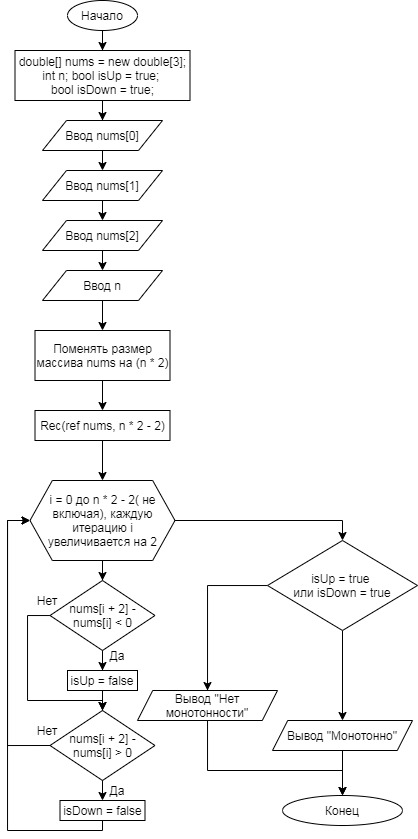 Начало
double[] nums = new double[3];
int n; bool isUp = true;
bool isDown = true;
Ввод nums[0]
Ввод nums[1]
Ввод nums[2]
Ввод n
Поменять размер
массива nums на (n * 2)
Rec(ref nums, n * 2 - 2)
i = 0 до n * 2 - 2( не
включая), каждую
итерацию i
увеличивается на 2
isUp = true
или isDown = true
Нет
nums[i + 2] -
nums[i] < 0
Да
isUp = false
Вывод "Нет
монотонности"
Нет
nums[i + 2] -
nums[i] > 0
Вывод "Монотонно"
Да
isDown = false
Конец